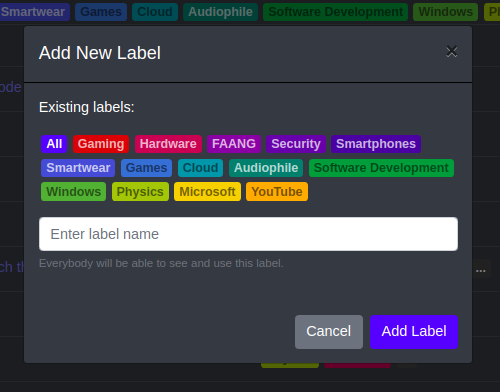 Smartwear Games Cloud Audiophile Software Development Windows
Add New Label ×
ode
Existing labels:
All Gaming Hardware FAANG Security Smartphones
Smartwear Games Cloud Audiophile Software Development
Windows Physics Microsoft YouTube
Enter label name
Everybody will be able to see and use this label.
ch th ...
Cancel Add Label